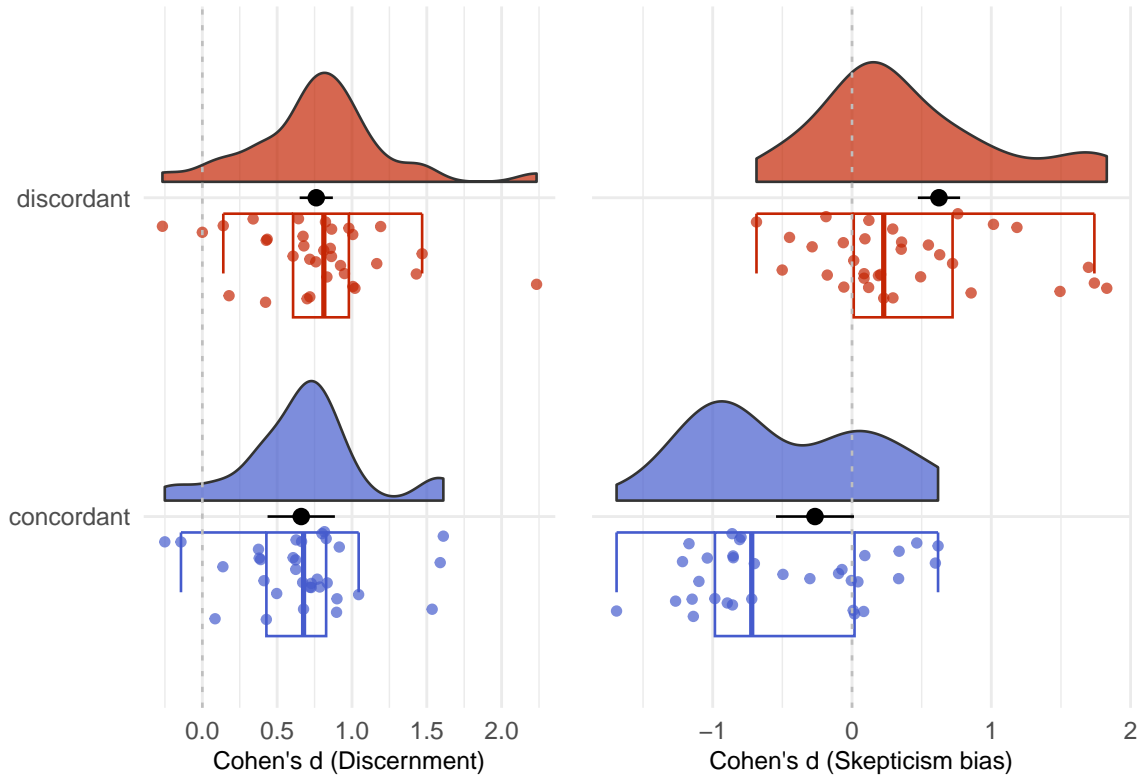 discordant
concordant
0.0 0.5 1.0 1.5 2.0
−1 0 1 2
Cohen's d (Discernment)
Cohen's d (Skepticism bias)